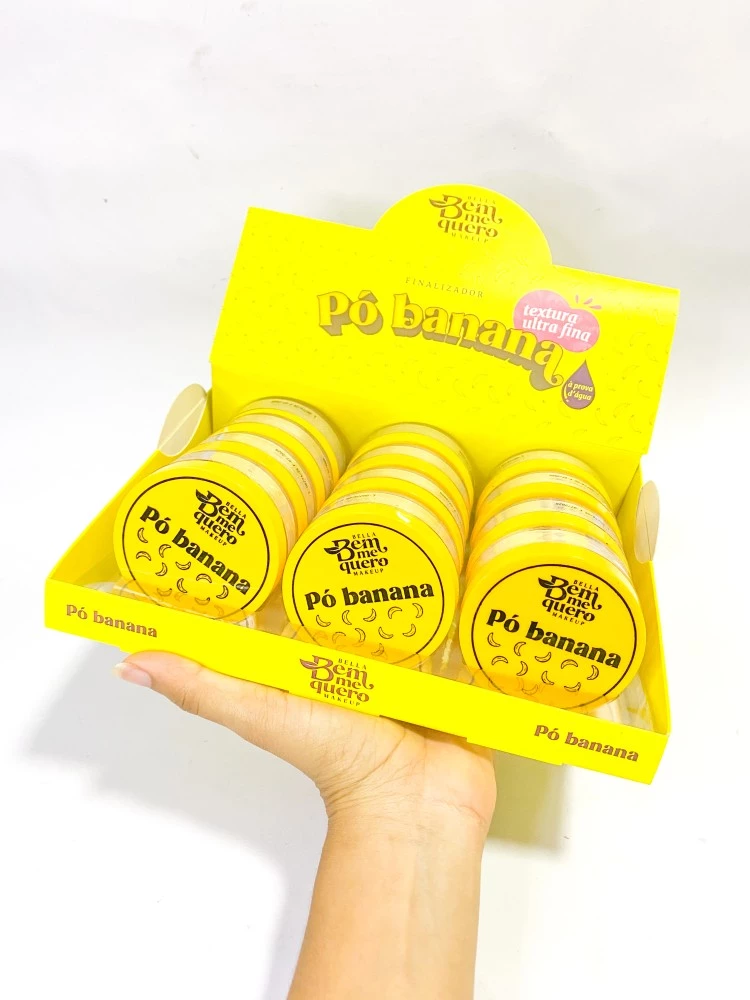 BELLA
Bem
me
quero
MAKEUP
FINALIZADOR
Pó banana
textura
ultra fina
à prova
d'água
BELLA
Bem
me
quero
MAKEUP
Pó banana
BELLA
Bem
me
quero
MAKEUP
Pó banana
BELLA
Bem
me
quero
MAKEUP
Pó banana
Pó banana
BELLA
Bem
me
quero
MAKEUP
Pó banana